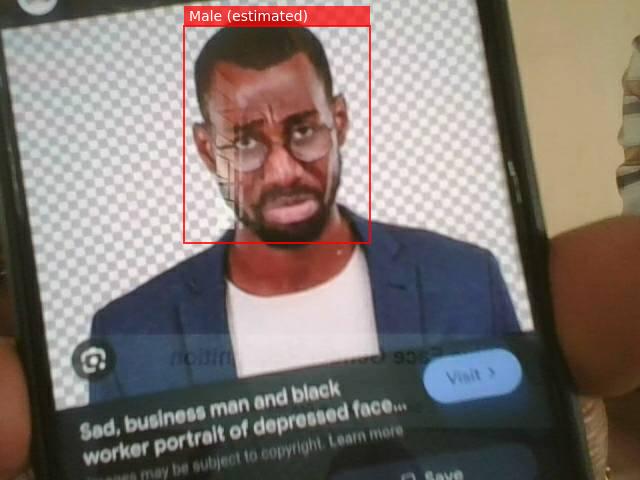 Male (estimated)
Visit >
Sad, business man and black
worker portrait of depressed face...
Images may be subject to copyright. Learn more
Save